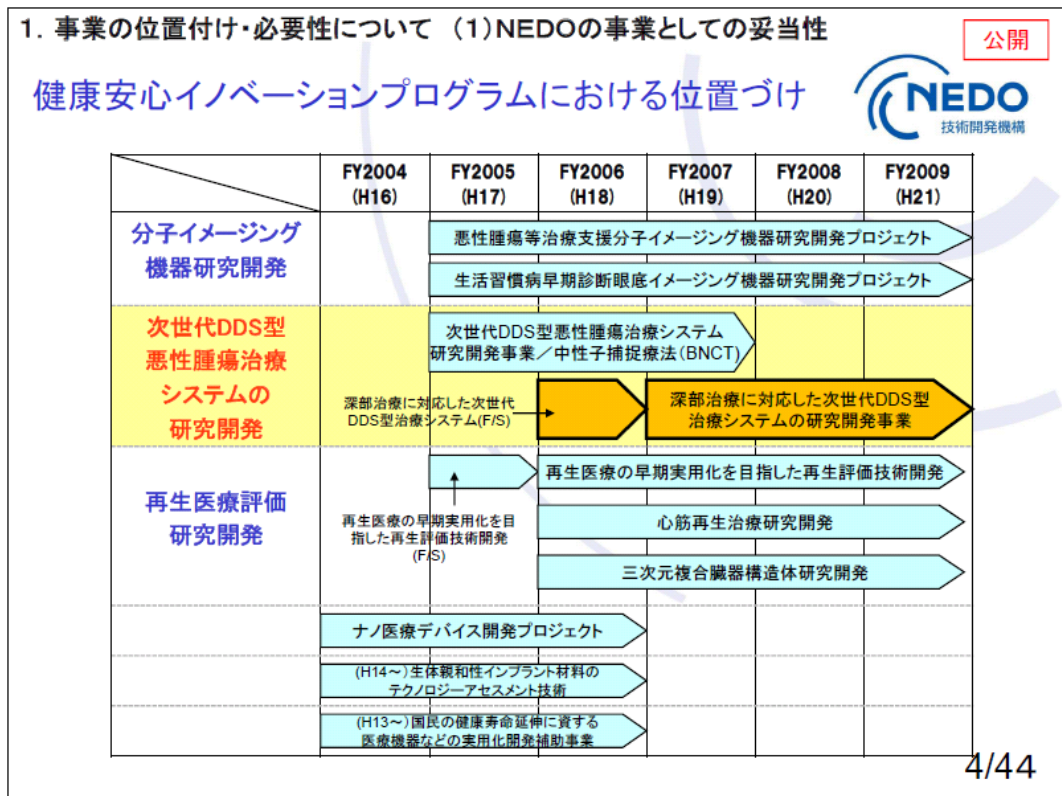 1. 事業の位置付け・必要性について (1)NEDOの事業としての妥当性
公開
健康安心イノベーションプログラムにおける位置づけ
NEDO
技術開発機構
FY2004
(H16)
FY2005
(H17)
FY2006
(H18)
FY2007
(H19)
FY2008
(H20)
FY2009
(H21)
分子イメージング
機器研究開発
悪性腫瘍等治療支援分子イメージング機器研究開発プロジェクト
生活習慣病早期診断眼底イメージング機器研究開発プロジェクト
次世代DDS型
悪性腫瘍治療
システムの
研究開発
次世代DDS型悪性腫瘍治療システム
研究開発事業/中性子捕捉療法(BNCT)
深部治療に対応した次世代
DDS型治療システム(F/S)
深部治療に対応した次世代DDS型
治療システムの研究開発事業
再生医療評価
研究開発
再生医療の早期実用化を目指した再生評価技術開発
再生医療の早期実用化を目
指した再生評価技術開発
(F/S)
心筋再生治療研究開発
三次元複合臓器構造体研究開発
ナノ医療デバイス開発プロジェクト
(H14~)生体親和性インプラント材料の
テクノロジーアセスメント技術
(H13~)国民の健康寿命延伸に資する
医療機器などの実用化開発補助事業
4/44